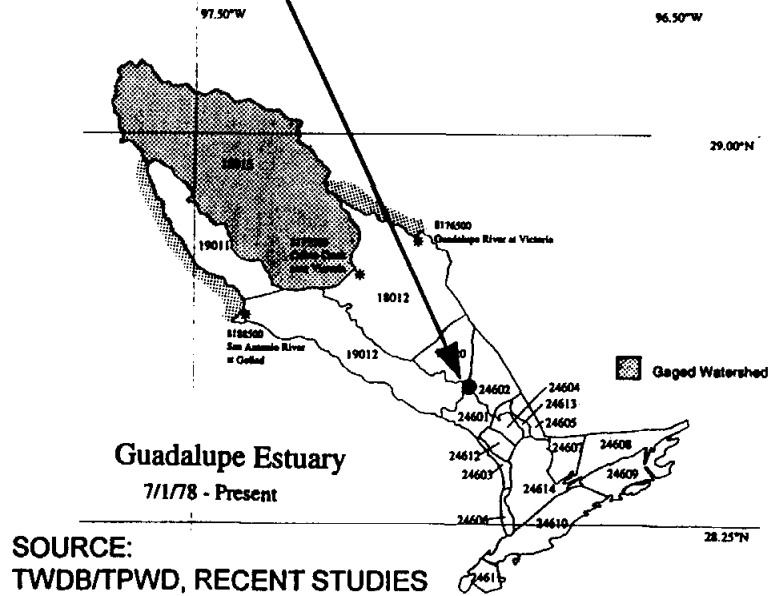 97.50°W
96.50°W
29.00°N
19011
8176500
Guadalupe River at Victoria
18012
8188500
San Antonio River
at Goliad
19012
Gaged Watershed
24602
24604
24613
24601
24605
24607
24608
24612
24603
24609
24614
24610
Guadalupe Estuary
7/1/78 - Present
28.25°N
SOURCE:
TWDB/TPWD, RECENT STUDIES